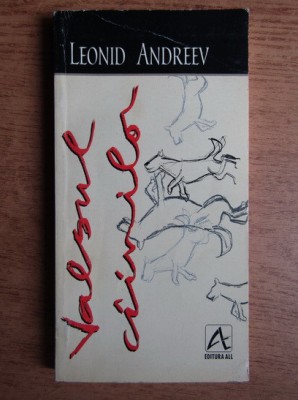 LEONID ANDREEV
Valsul
câinilor
A
EDITURA ALL